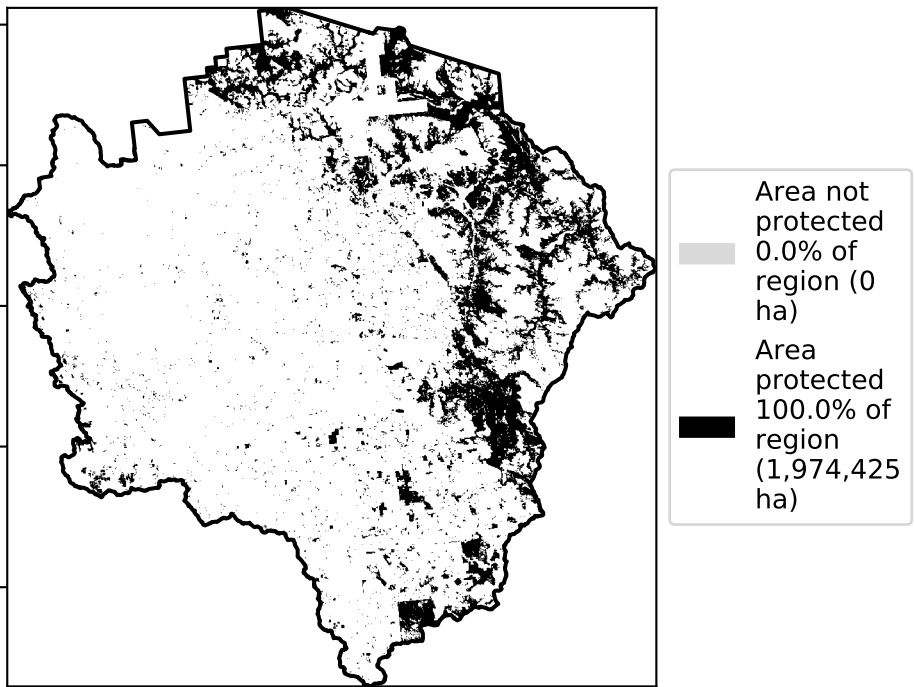 Area not
protected
0.0% of
region (0
ha)
Area
protected
100.0% of
region
(1,974,425
ha)